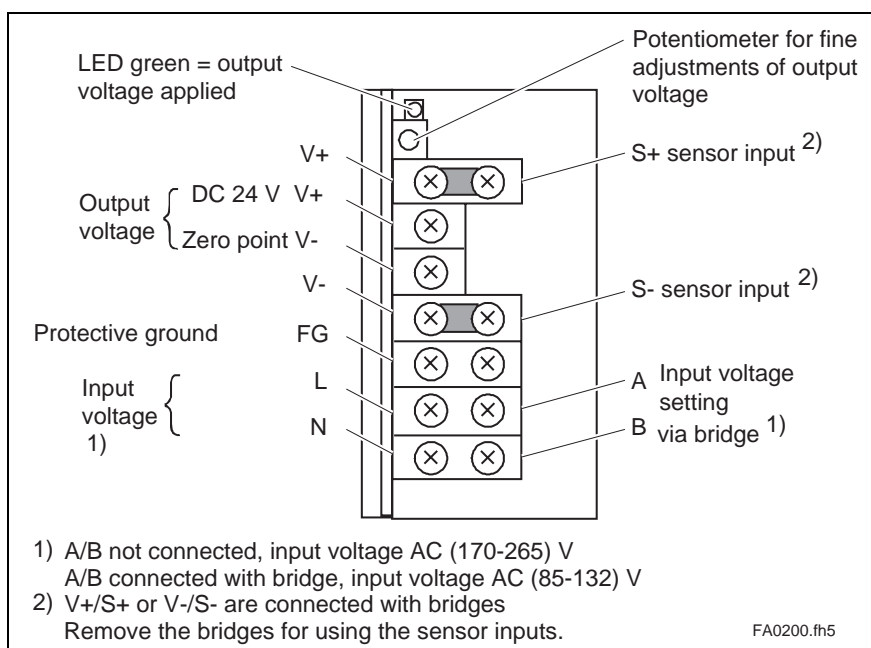 LED green = output
voltage applied
Potentiometer for fine
adjustments of output
voltage
V+
S+ sensor input 2)
Output
voltage
DC 24 V V+
Zero point V-
V-
S- sensor input 2)
Protective ground
FG
Input
voltage
1)
L
N
A
B
Input voltage
setting
via bridge 1)
1) A/B not connected, input voltage AC (170-265) V
A/B connected with bridge, input voltage AC (85-132) V
2) V+/S+ or V-/S- are connected with bridges
Remove the bridges for using the sensor inputs.
FA0200.fh5